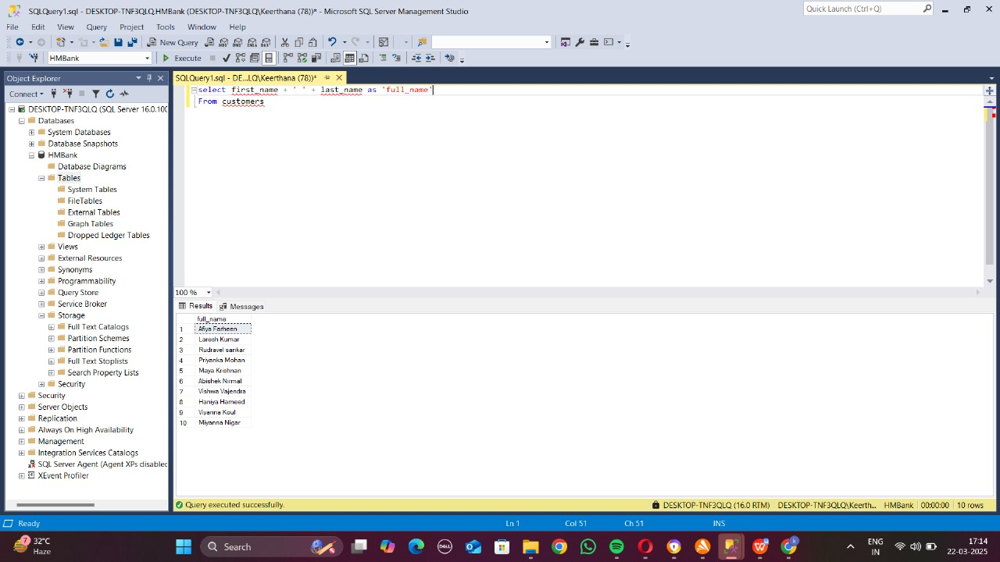 SQLQuery1.sql - DESKTOP-TNF3QLQ.HMBank (DESKTOP-TNF3QLQ\Keerthana (78))* - Microsoft SQL Server Management Studio
Quick Launch (Ctrl+Q)
File Edit View Query Project Tools Window Help
New Query
HMBank Execute
Object Explorer
SQLQuery1.sql - DE...LQ\Keerthana (78))*
Connect
select first_name + ' ' + last_name as 'full_name'
From customers
DESKTOP-TNF3QLQ (SQL Server 16.0.100
Databases
System Databases
Database Snapshots
HMBank
Database Diagrams
Tables
System Tables
FileTables
External Tables
Graph Tables
Dropped Ledger Tables
Views
External Resources
Synonyms
Programmability
Query Store
Service Broker
Storage
Full Text Catalogs
Partition Schemes
Partition Functions
Full Text Stoplists
Search Property Lists
Security
Security
Server Objects
Replication
Always On High Availability
Management
Integration Services Catalogs
SQL Server Agent (Agent XPs disabled
XEvent Profiler
100 %
Results Messages
full_name
1 Afiya Farheen
2 Laresh Kumar
3 Rudravel sankar
4 Priyanka Mohan
5 Maya Krishnan
6 Abishek Nirmal
7 Vishwa Vajendra
8 Haniya Hameed
9 Viyanna Koul
10 Miyanna Nigar
Query executed successfully. DESKTOP-TNF3QLQ (16.0 RTM) DESKTOP-TNF3QLQ\Keerth... HMBank 00:00:00 10 rows
Ready Ln 1 Col 51 Ch 51 INS
7 32°C
Haze
Search
DELL
ENG
IN
17:14
22-03-2025